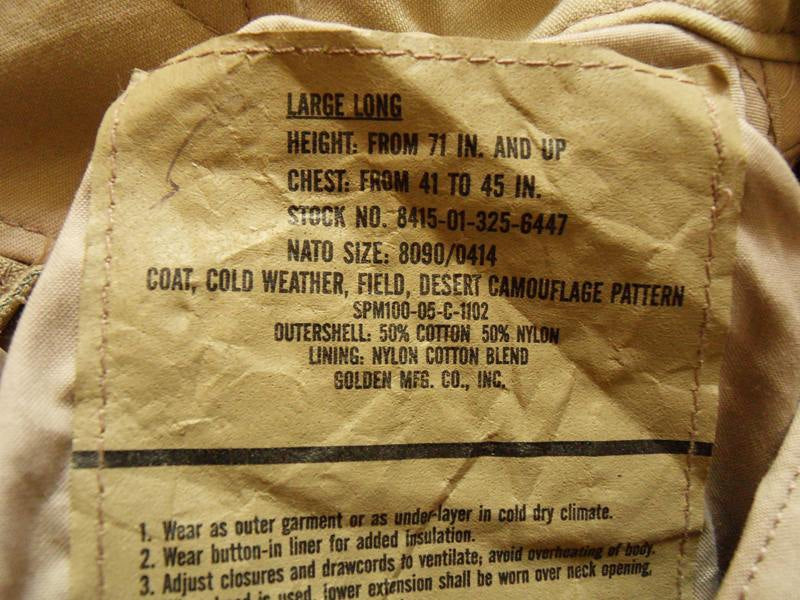 LARGE LONG
HEIGHT: FROM 71 IN. AND UP
CHEST: FROM 41 TO 45 IN.
STOCK NO. 8415-01-325-6447
NATO SIZE: 8090/0414
COAT, COLD WEATHER, FIELD, DESERT CAMOUFLAGE PATTERN
SPM100-05-C-1102
OUTERSHELL: 50% COTTON 50% NYLON
LINING: NYLON COTTON BLEND
GOLDEN MFG. CO., INC.
1. Wear as outer garment or as under-layer in cold dry climate.
2. Wear button-in liner for added insulation.
3. Adjust closures and drawcords to ventilate; avoid overheating of body.
is used, lower extension shall be worn over neck opening,